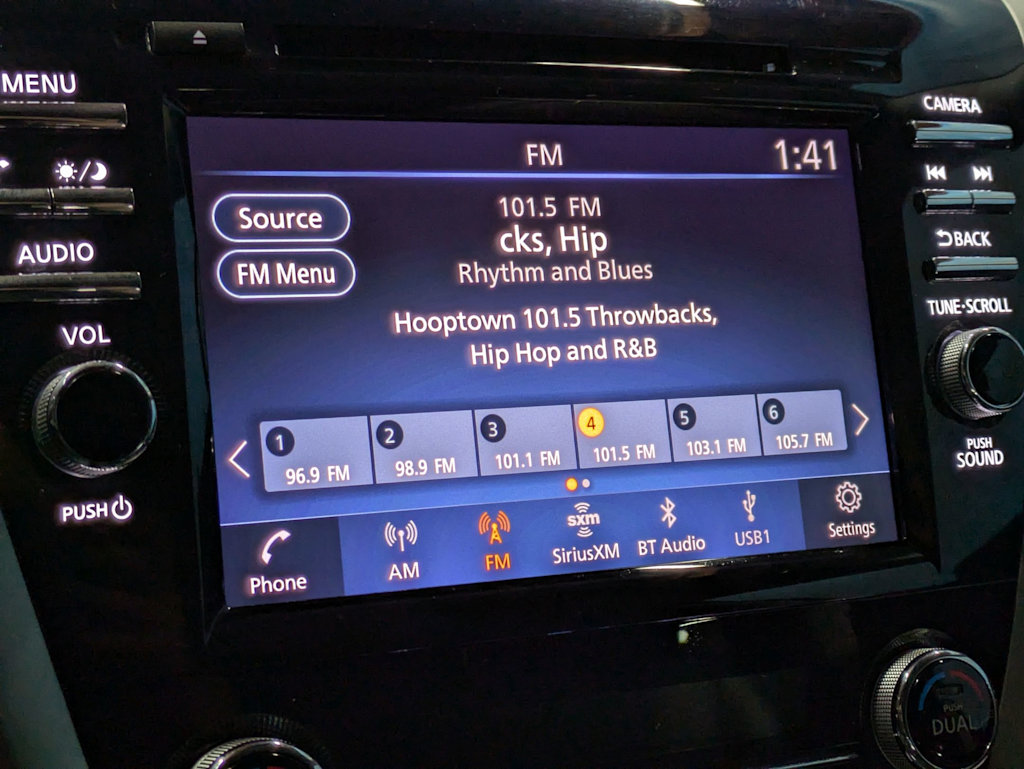 MENU
AUDIO
VOL
PUSH
FM
1:41
Source
FM Menu
101.5 FM
cks, Hip
Rhythm and Blues
Hooptown 101.5 Throwbacks,
Hip Hop and R&B
1
96.9 FM
2
98.9 FM
3
101.1 FM
4
101.5 FM
5
103.1 FM
6
105.7 FM
Phone
AM
FM
sxm
SiriusXM
BT Audio
USB1
Settings
CAMERA
BACK
TUNE·SCROLL
PUSH
SOUND
PUSH
DUAL